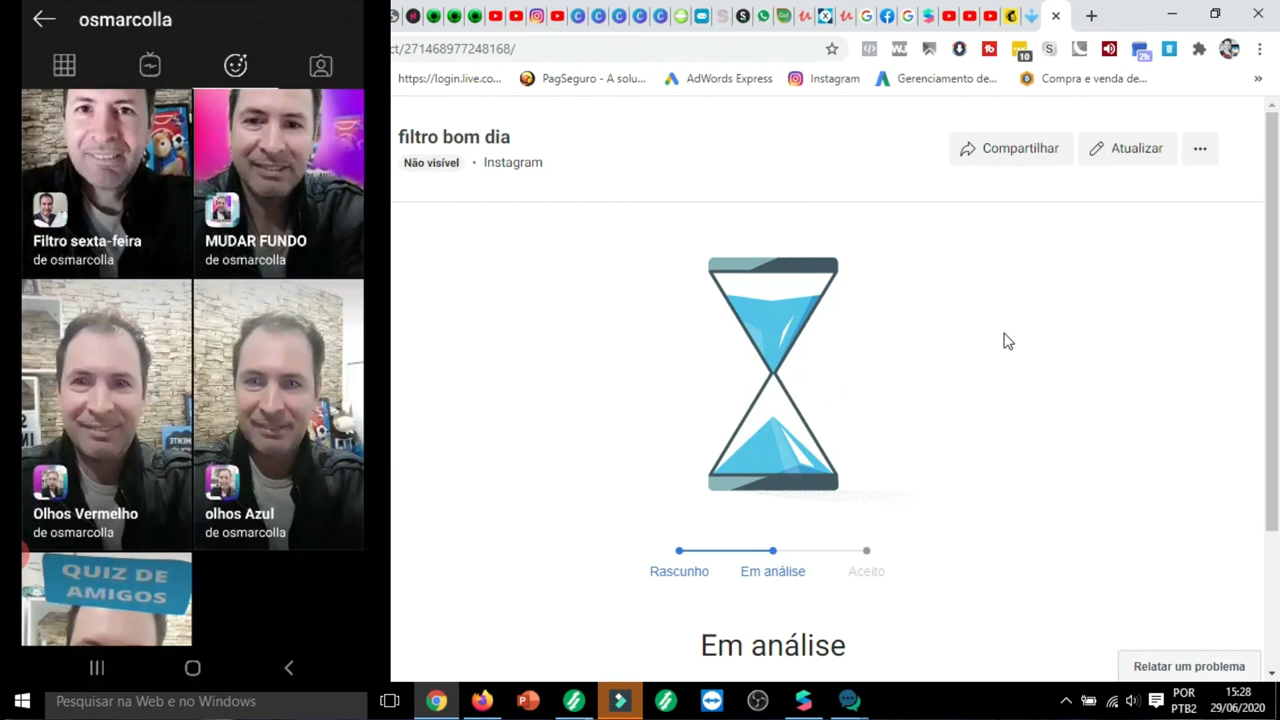 osmarcolla
Filtro sexta-feira
de osmarcolla
MUDAR FUNDO
de osmarcolla
Olhos Vermelho
de osmarcolla
olhos Azul
de osmarcolla
QUIZ DE
AMIGOS
ct/271468977248168/
10
2h
https://login.live.co...
PagSeguro - A solu...
AdWords Express
Instagram
Gerenciamento de...
Compra e venda de...
»
filtro bom dia
Não visível • Instagram
Compartilhar
Atualizar
Rascunho
Em análise
Aceito
Em análise
Relatar um problema
Pesquisar na Web e no Windows
POR
PTB2
15:28
29/06/2020